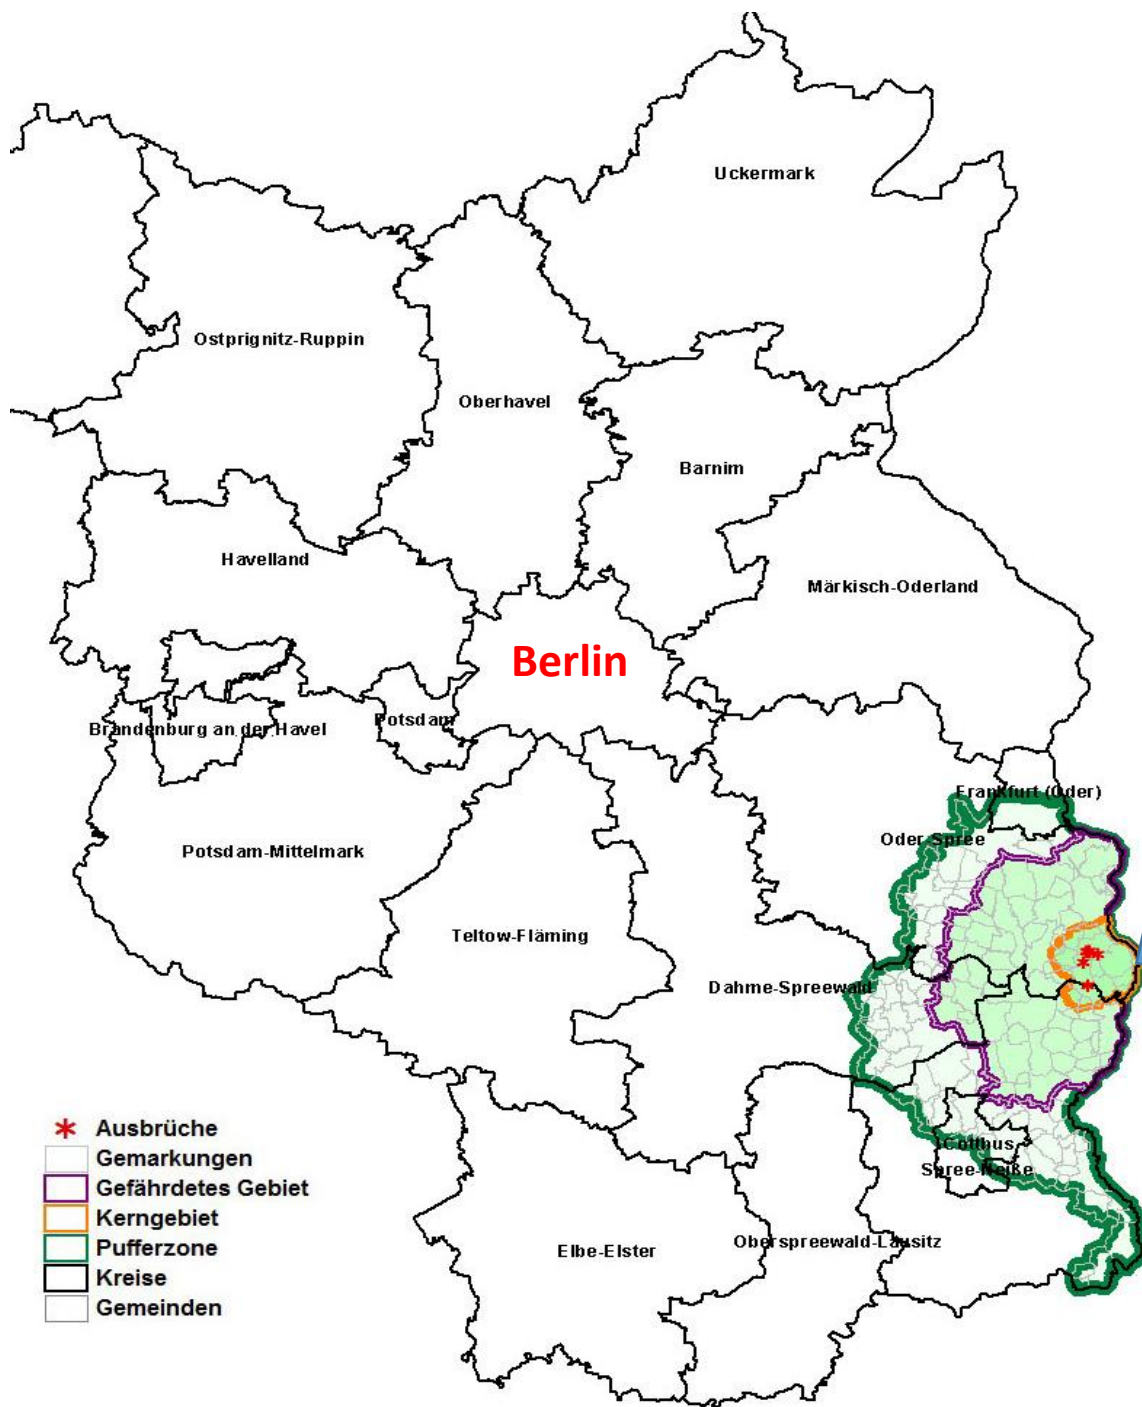 Uckermark
Ostprignitz-Ruppin
Oberhavel
Barnim
Havelland
Märkisch-Oderland
Berlin
Brandenburg an der Havel
Potsdam
Frankfurt (Oder)
Oder-Spree
Potsdam-Mittelmark
Teltow-Fläming
Dahme-Spreewald
Cottbus
Spree-Neiße
Elbe-Elster
Oberspreewald-Lausitz
Ausbrüche
Gemarkungen
Gefährdetes Gebiet
Kerngebiet
Pufferzone
Kreise
Gemeinden